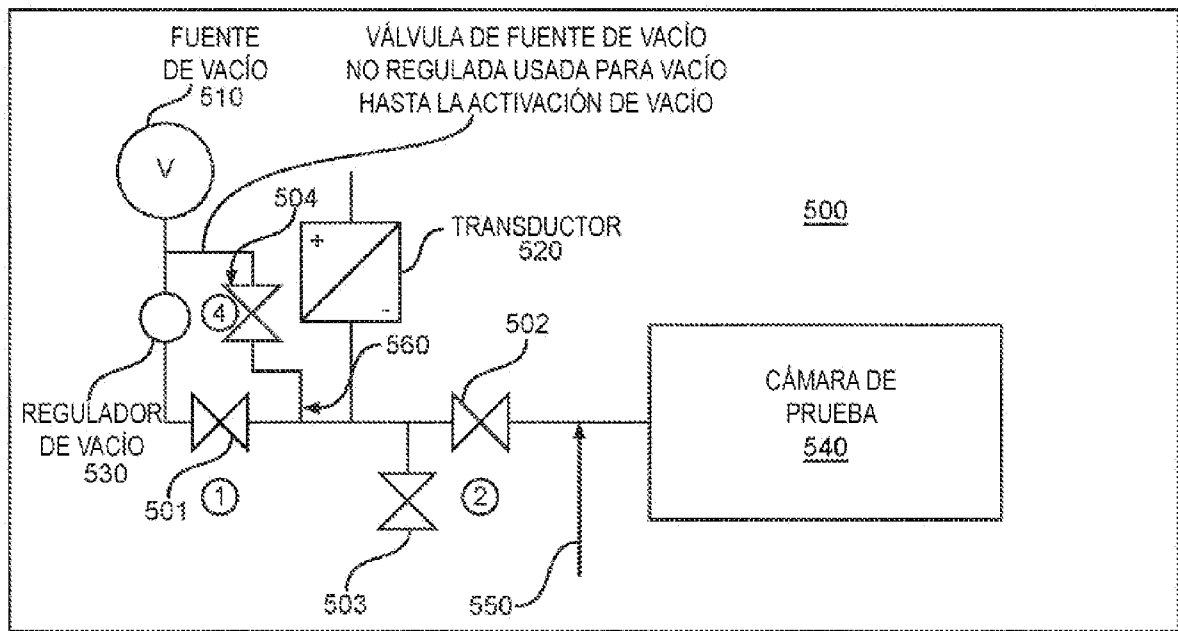 FUENTE
DE VACÍO
510
VÁLVULA DE FUENTE DE VACÍO
NO REGULADA USADA PARA VACÍO
HASTA LA ACTIVACIÓN DE VACÍO
V
504
+
-
TRANSDUCTOR
520
500
4
560
502
CÁMARA DE
PRUEBA
540
REGULADOR
DE VACÍO
530
501
1
2
503
550